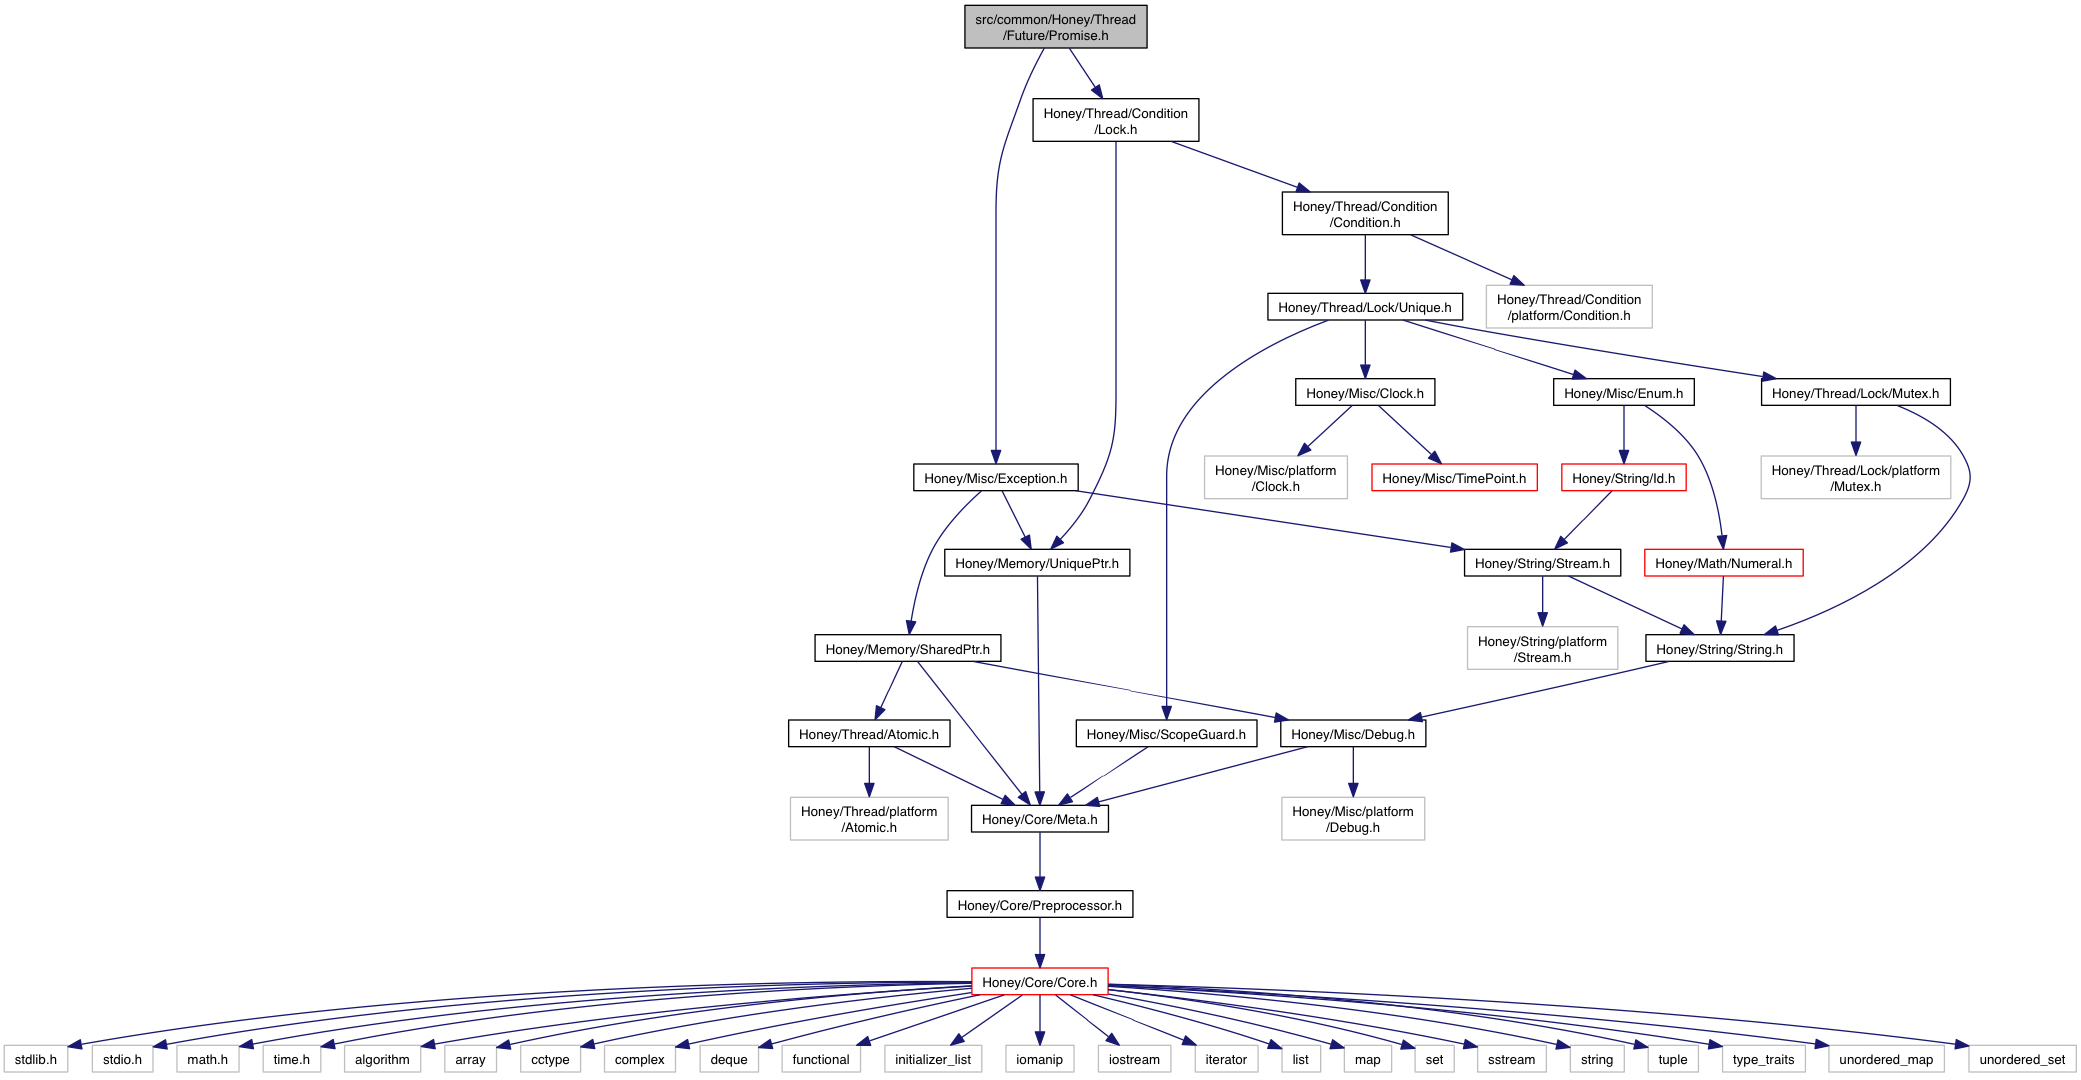 src/common/Honey/Thread
/Future/Promise.h
Honey/Thread/Condition
/Lock.h
Honey/Thread/Condition
/Condition.h
Honey/Thread/Lock/Unique.h
Honey/Thread/Condition
/platform/Condition.h
Honey/Misc/Clock.h
Honey/Misc/Enum.h
Honey/Thread/Lock/Mutex.h
Honey/Misc/Exception.h
Honey/Misc/platform
/Clock.h
Honey/Misc/TimePoint.h
Honey/String/Id.h
Honey/Thread/Lock/platform
/Mutex.h
Honey/Memory/UniquePtr.h
Honey/String/Stream.h
Honey/Math/Numeral.h
Honey/Memory/SharedPtr.h
Honey/String/platform
/Stream.h
Honey/String/String.h
Honey/Thread/Atomic.h
Honey/Misc/ScopeGuard.h
Honey/Misc/Debug.h
Honey/Thread/platform
/Atomic.h
Honey/Core/Meta.h
Honey/Misc/platform
/Debug.h
Honey/Core/Preprocessor.h
Honey/Core/Core.h
stdlib.h
stdio.h
math.h
time.h
algorithm
array
cctype
complex
deque
functional
initializer_list
iomanip
iostream
iterator
list
map
set
sstream
string
tuple
type_traits
unordered_map
unordered_set